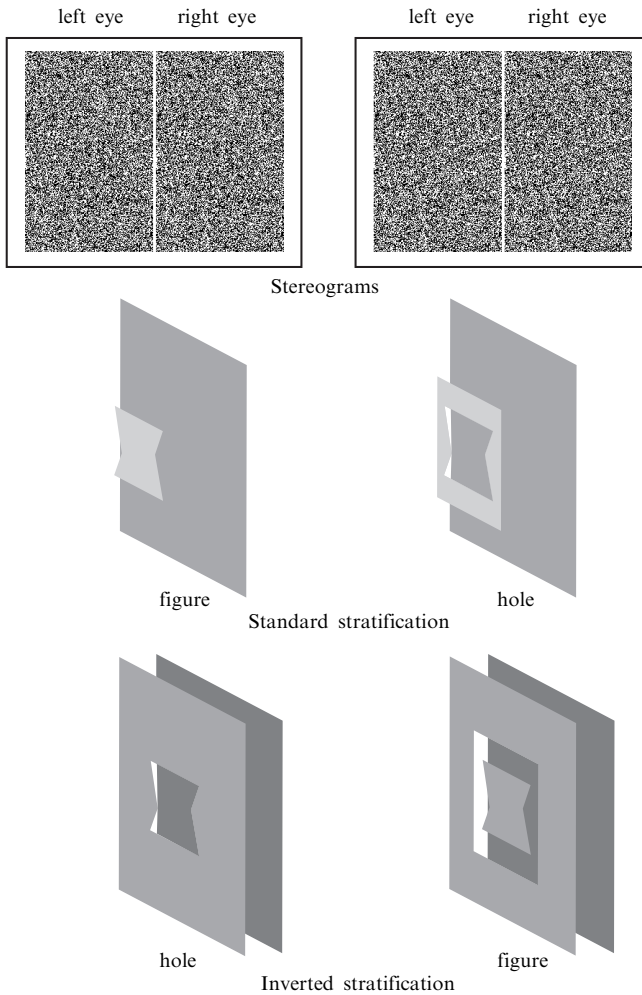 left eye right eye left eye right eye
Stereograms
figure hole
Standard stratification
hole figure
Inverted stratification